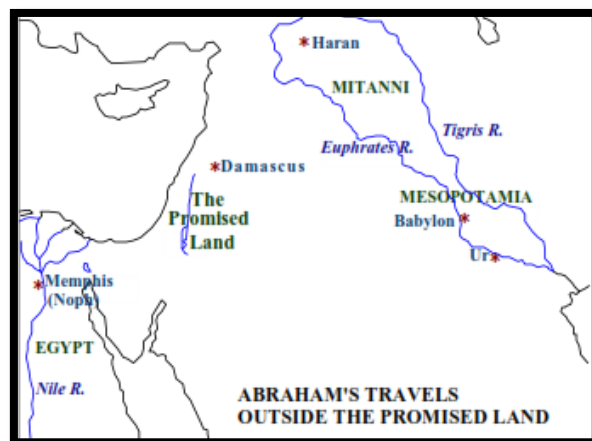 Haran
MITANNI
Tigris R.
Euphrates R.
Damascus
The
Promised
Land
MESOPOTAMIA
Babylon
Ur
Memphis
(Noph)
EGYPT
Nile R.
ABRAHAM'S TRAVELS
OUTSIDE THE PROMISED LAND